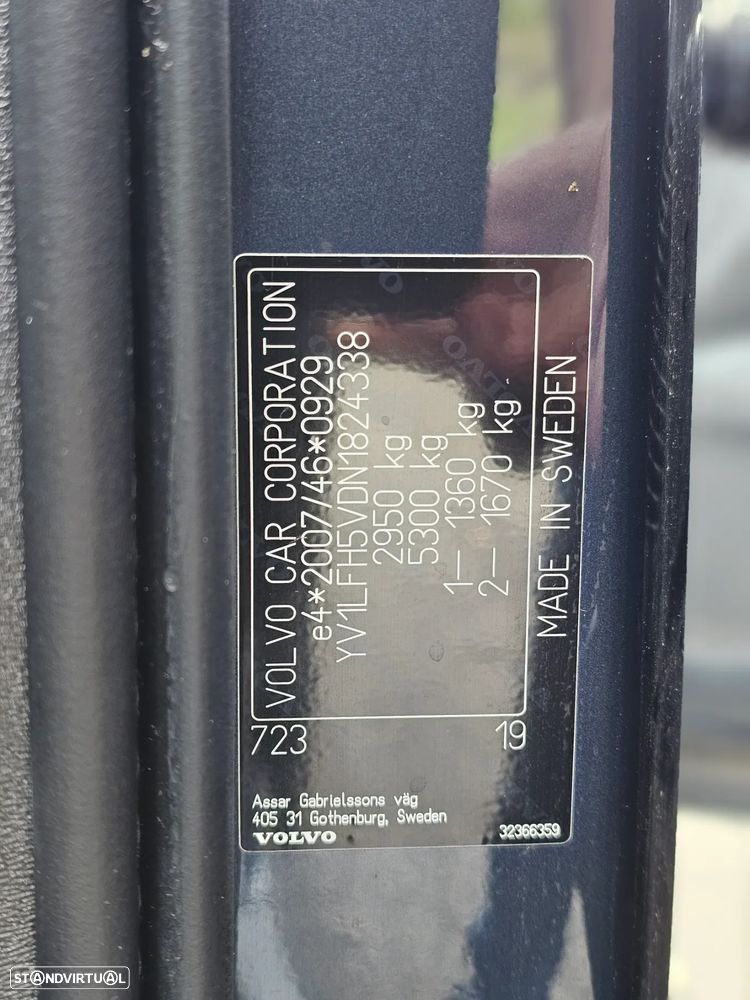 VOLVO CAR CORPORATION
e4*2007/46*0929
YV1LFH5VDN1824338
2950 kg
5300 kg
1– 1360 kg
2– 1670 kg
MADE IN SWEDEN
723
19
Assar Gabrielssons väg
405 31 Gothenburg, Sweden
VOLVO
32366359
VOLVO
STANDVIRTUAL